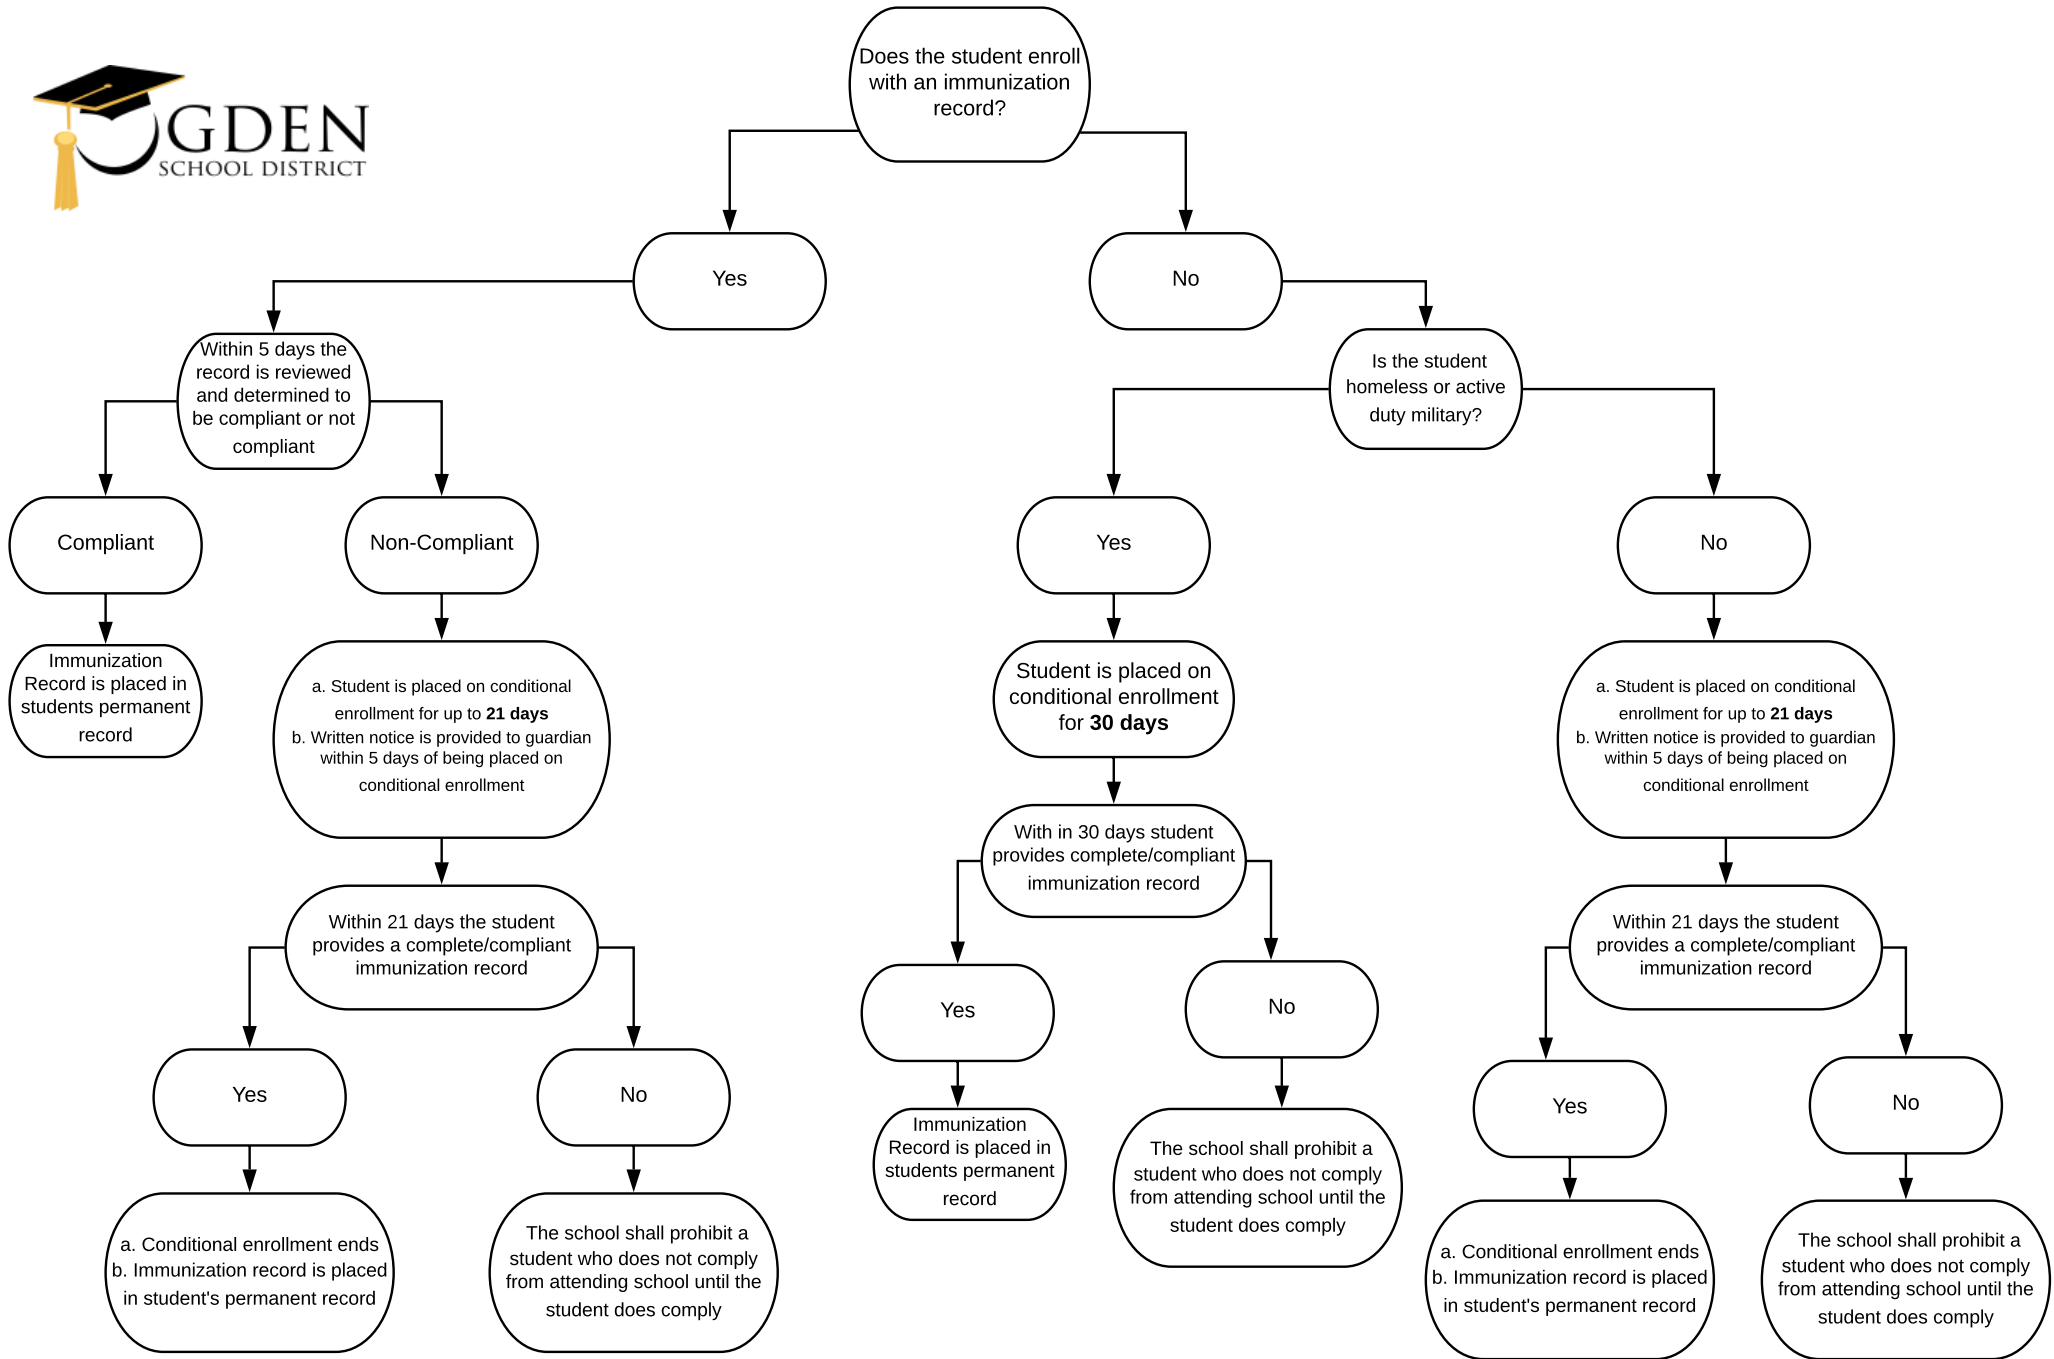 Does the student enroll
with an immunization
record?
OGDEN
SCHOOL DISTRICT
Yes
No
Within 5 days the
record is reviewed
and determined to
be compliant or not
compliant
Is the student
homeless or active
duty military?
Compliant
Non-Compliant
Yes
No
Immunization
Record is placed in
students permanent
record
a. Student is placed on conditional
enrollment for up to 21 days
b. Written notice is provided to guardian
within 5 days of being placed on
conditional enrollment
Student is placed on
conditional enrollment
for 30 days
a. Student is placed on conditional
enrollment for up to 21 days
b. Written notice is provided to guardian
within 5 days of being placed on
conditional enrollment
With in 30 days student
provides complete/compliant
immunization record
Within 21 days the student
provides a complete/compliant
immunization record
Within 21 days the student
provides a complete/compliant
immunization record
Yes
No
Yes
No
Yes
No
Immunization
Record is placed in
students permanent
record
The school shall prohibit a
student who does not comply
from attending school until the
student does comply
a. Conditional enrollment ends
b. Immunization record is placed
in student's permanent record
The school shall prohibit a
student who does not comply
from attending school until the
student does comply
a. Conditional enrollment ends
b. Immunization record is placed
in student's permanent record
The school shall prohibit a
student who does not comply
from attending school until the
student does comply